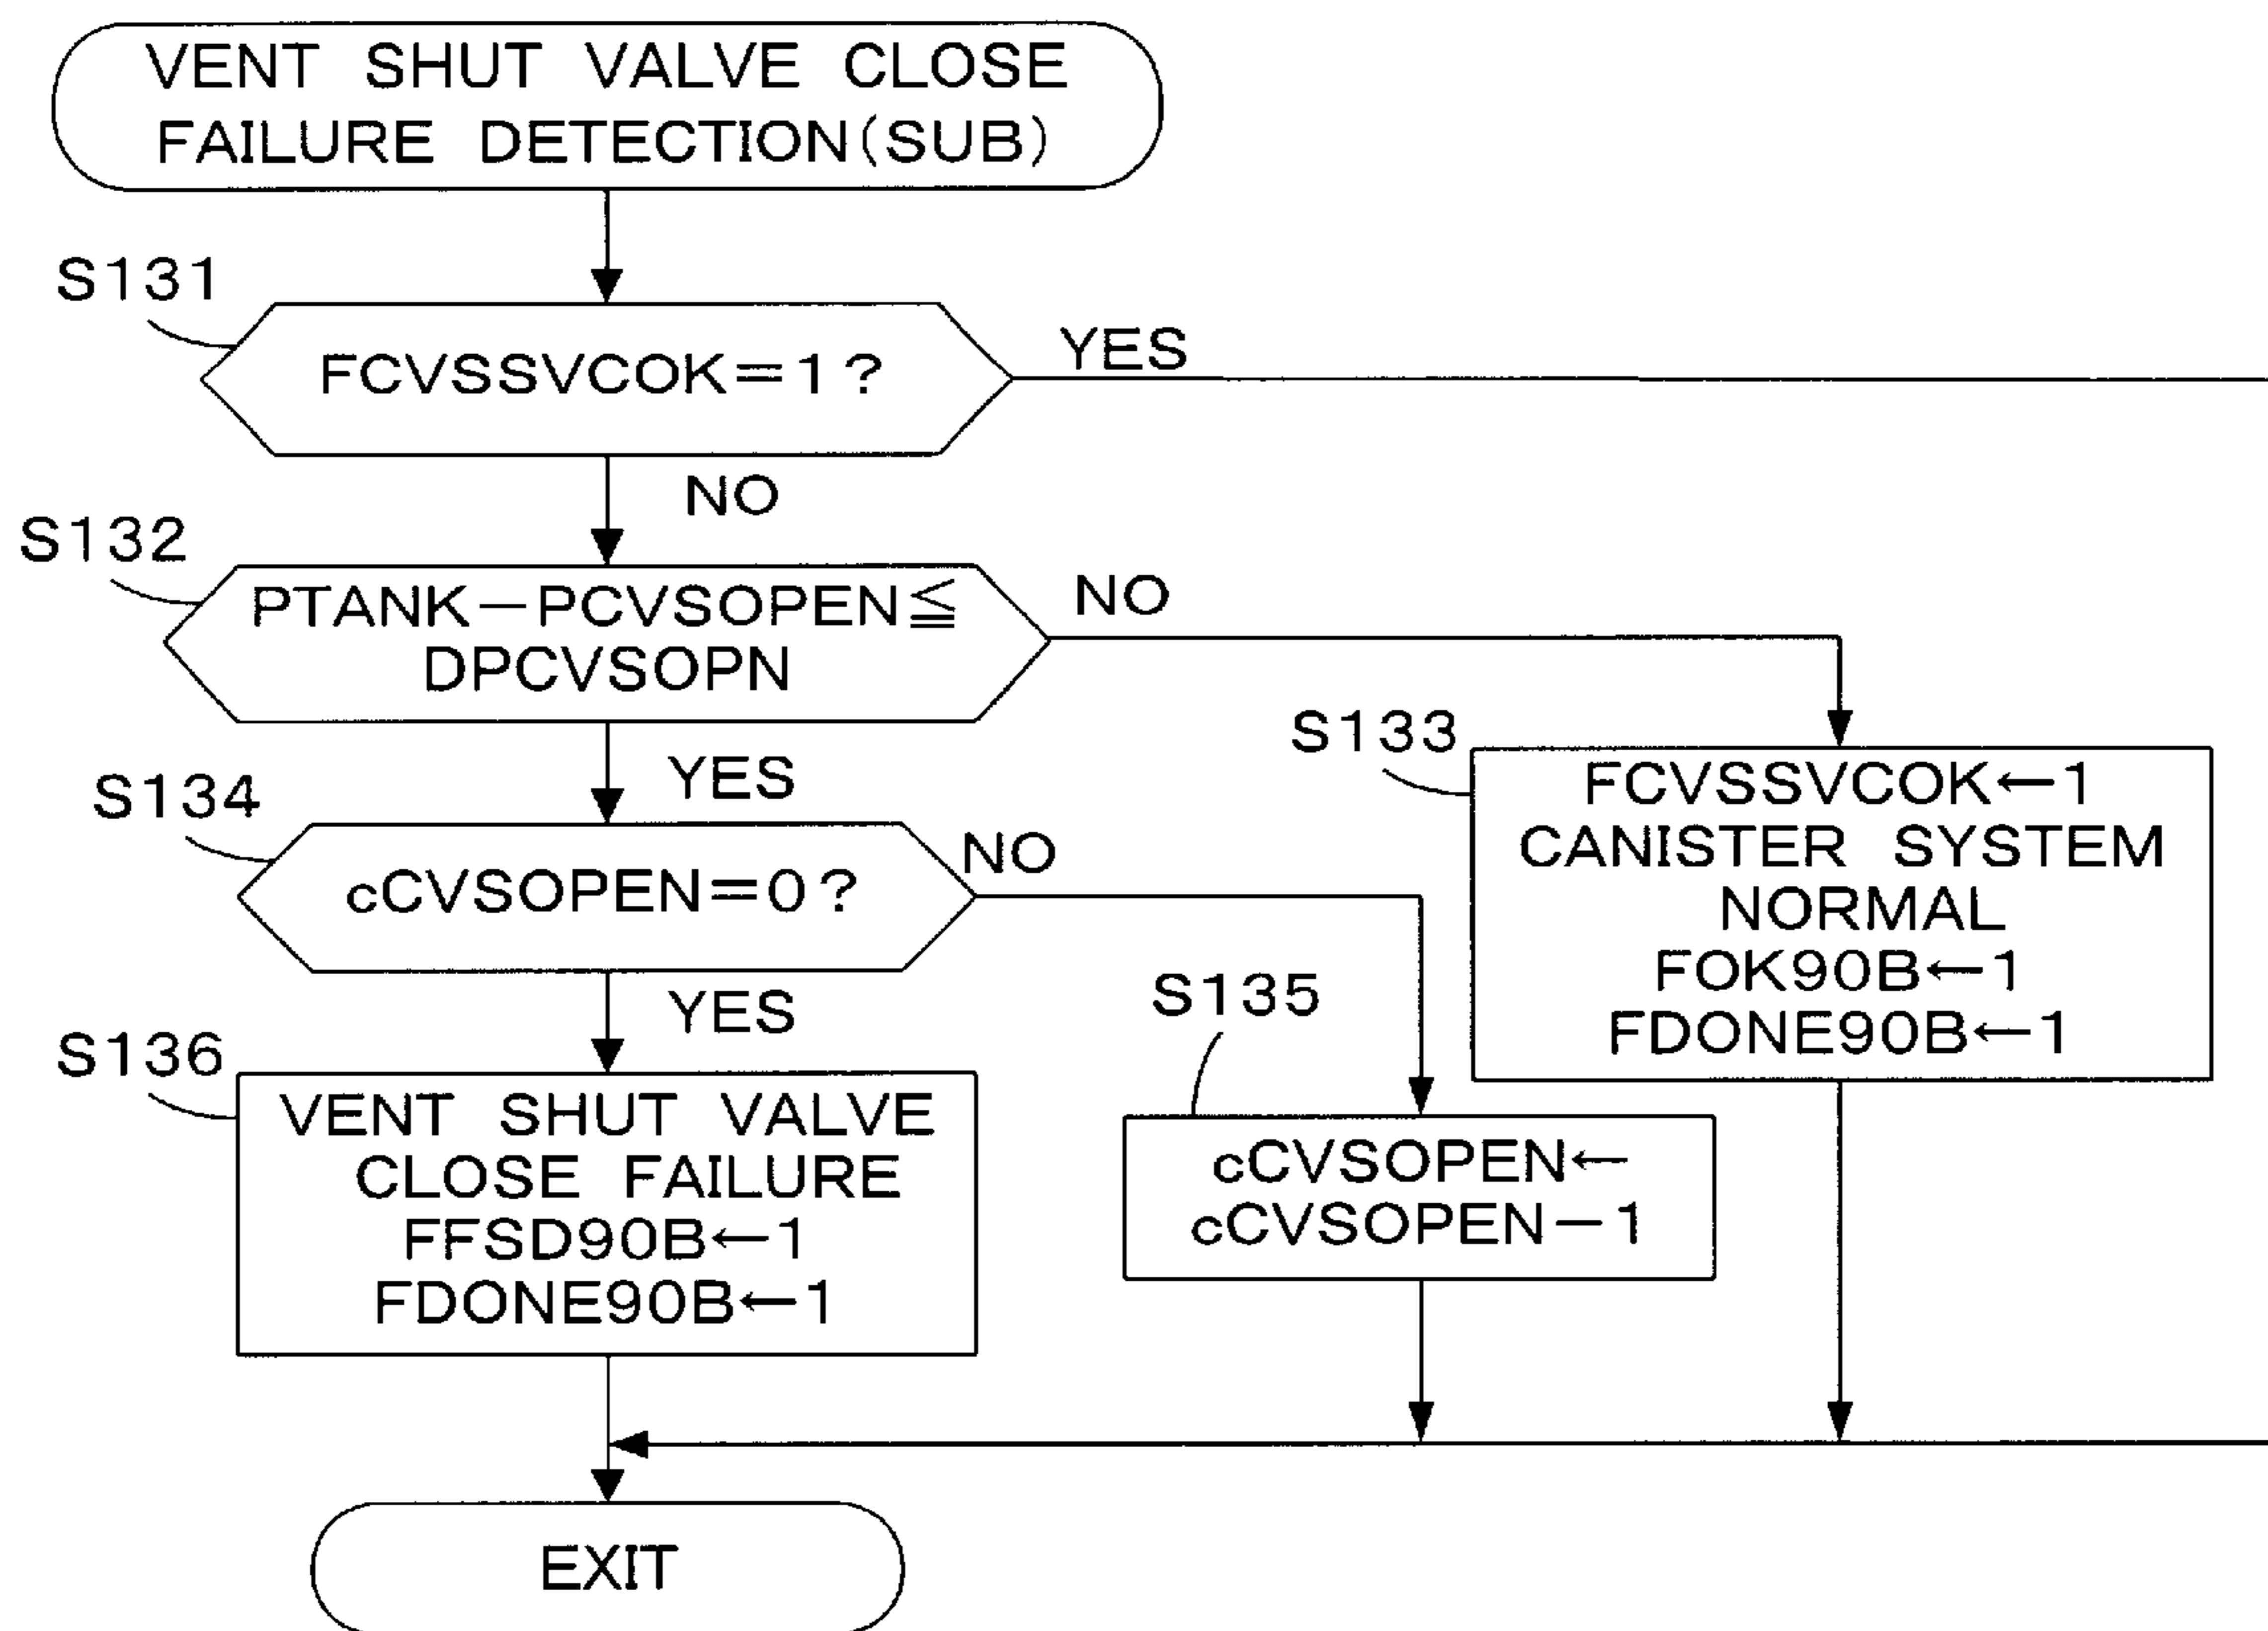 VENT SHUT VALVE CLOSE
FAILURE DETECTION(SUB)
S131
FCVSSVCOK=1?
YES
NO
S132
PTANK-PCVSOPEN≦
DPCVSOPN
NO
YES
S133
FCVSSVCOK←1
CANISTER SYSTEM
NORMAL
FOK90B←1
FDONE90B←1
S134
cCVSOPEN=0?
NO
YES
S135
cCVSOPEN←
cCVSOPEN-1
S136
VENT SHUT VALVE
CLOSE FAILURE
FFSD90B←1
FDONE90B←1
EXIT